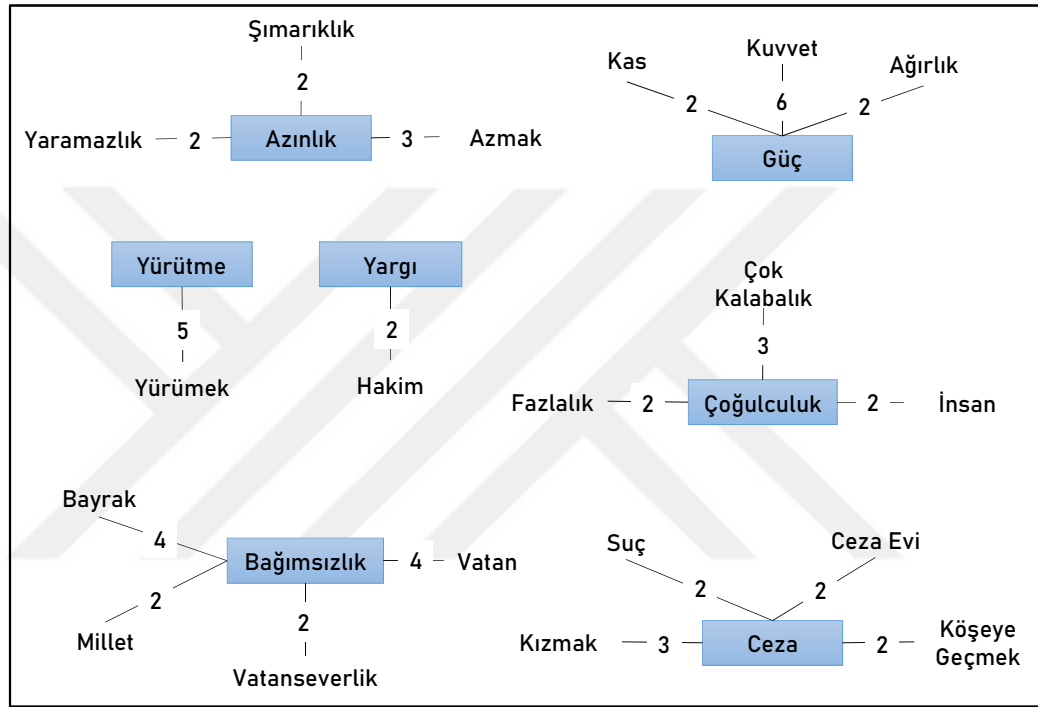 Şımarıklık
2
Yaramazlık 2 Azınlık 3 Azmak
Kuvvet
Kas
Ağırlık
2 6 2
Güç
Yürütme
5
Yürümek
Yargı
2
Hakim
Çok
Kalabalık
3
Fazlalık 2 Çoğulculuk 2 İnsan
Bayrak
4
Bağımsızlık 4 Vatan
2
Millet
2
Vatanseverlik
Suç
Ceza Evi
2 2
Kızmak 3 Ceza 2 Köşeye
Geçmek